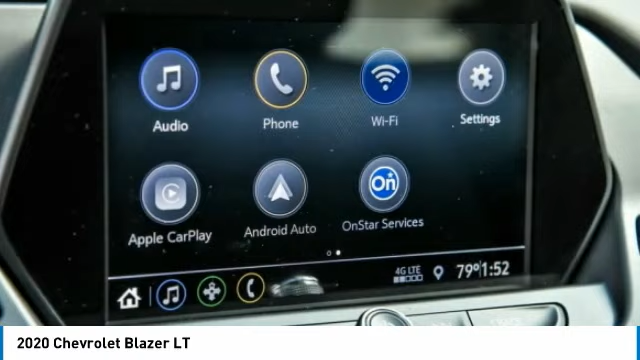 Audio
Phone
Wi-Fi
Settings
On
Apple CarPlay
Android Auto
OnStar Services
4G LTE
79° 1:52
2020 Chevrolet Blazer LT